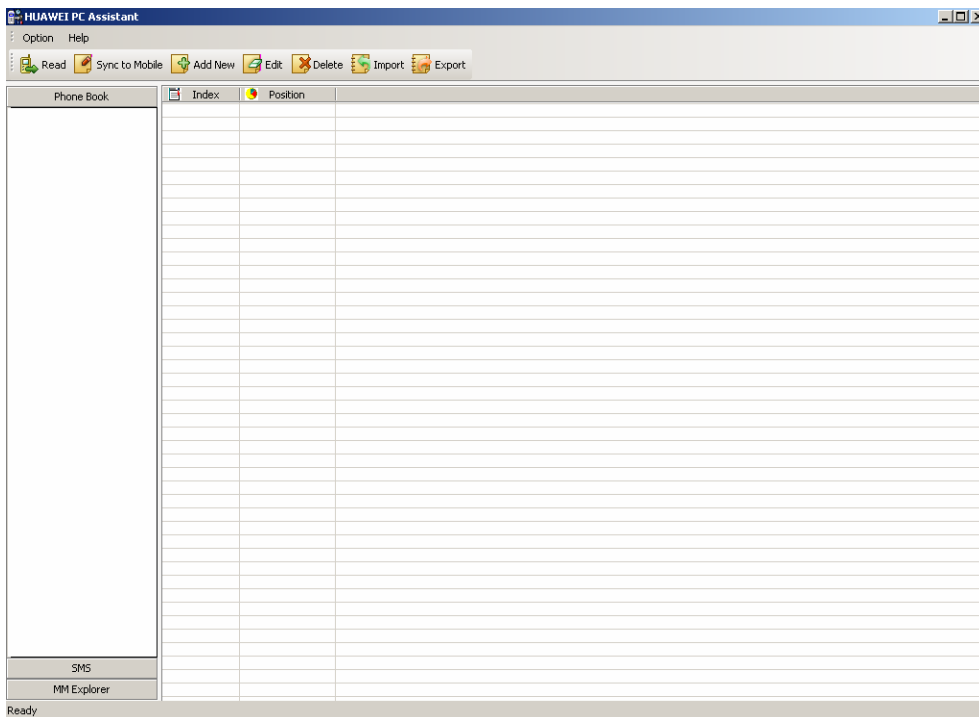 HUAWEI PC Assistant
Option Help
Read Sync to Mobile Add New Edit Delete Import Export
Phone Book Index Position
SMS
MM Explorer
Ready